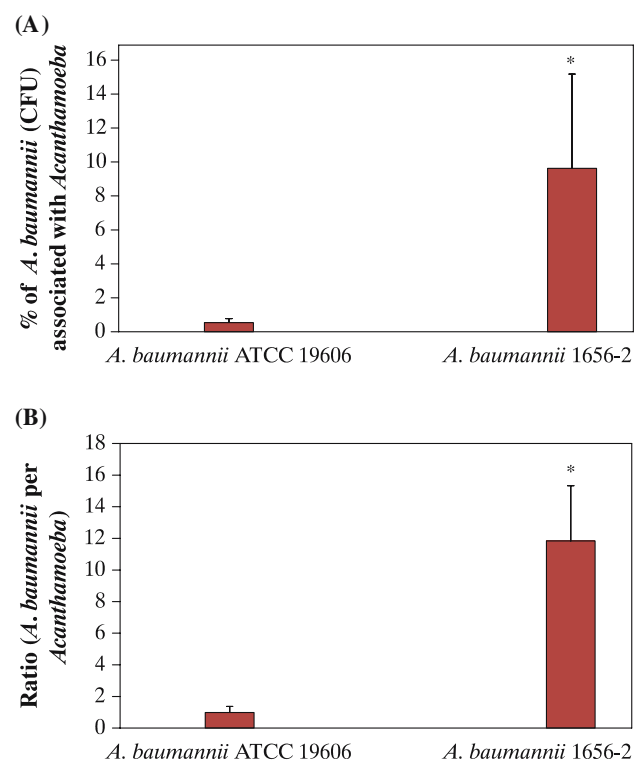 (A)
% of A. baumannii (CFU)
associated with Acanthamoeba
16
14
12
10
8
6
4
2
0
*
A. baumannii ATCC 19606
A. baumannii 1656-2
(B)
Ratio (A. baumannii per
Acanthamoeba)
18
16
14
12
10
8
6
4
2
0
*
A. baumannii ATCC 19606
A. baumannii 1656-2